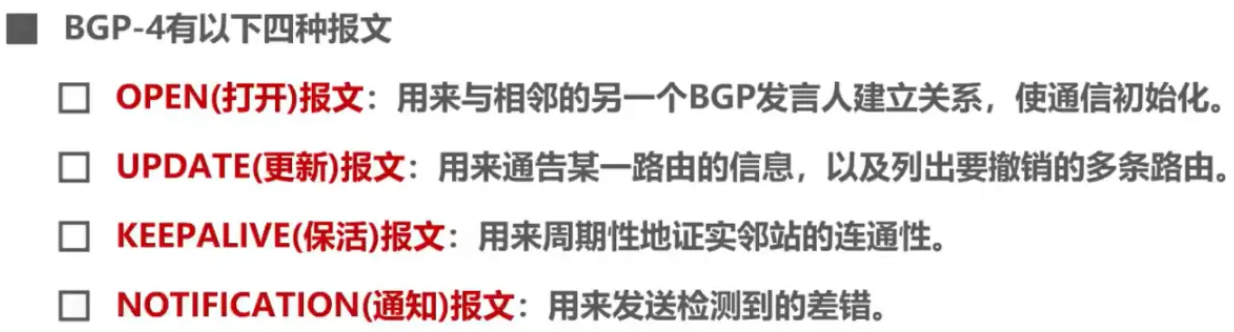 BGP-4有以下四种报文
OPEN(打开)报文：用来与相邻的另一个BGP发言人建立关系，使通信初始化。
UPDATE(更新)报文：用来通告某一路由的信息，以及列出要撤销的多条路由。
KEEPALIVE(保活)报文：用来周期性地证实邻站的连通性。
NOTIFICATION(通知)报文：用来发送检测到的差错。